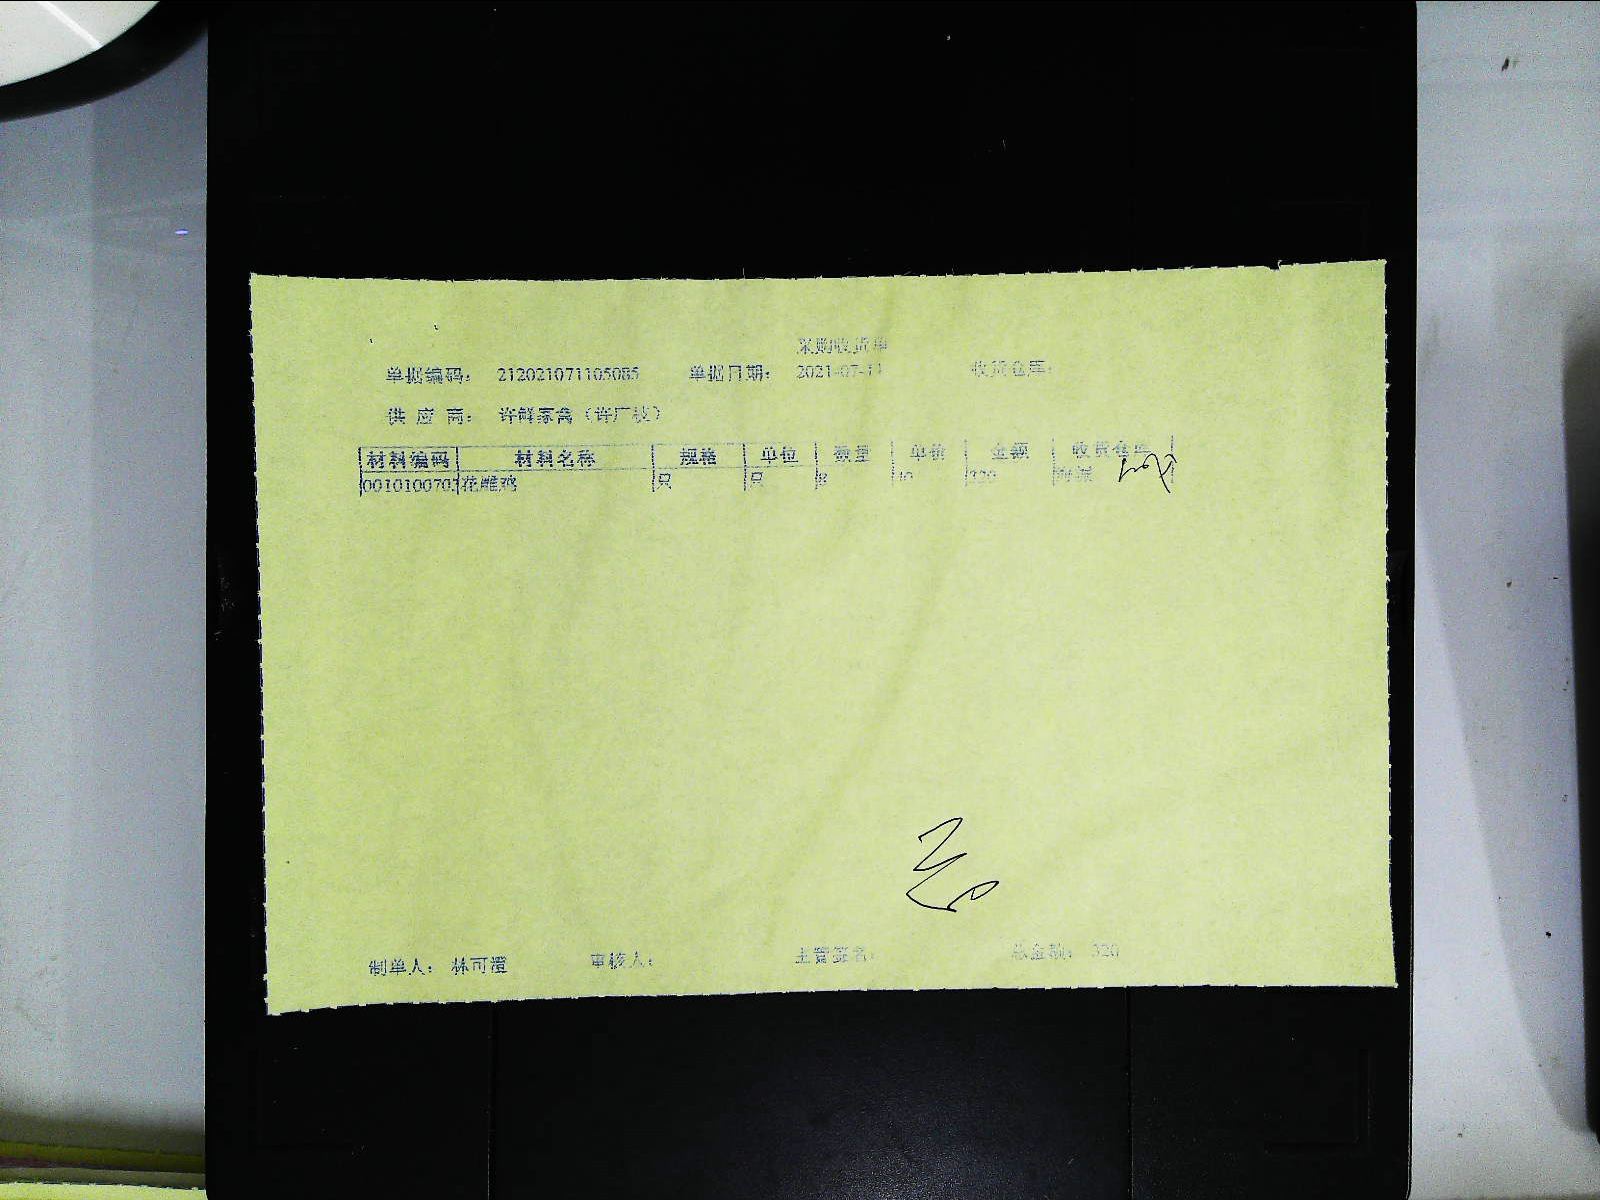 采购收货单
单据编码： 212021071105085 单据日期： 2021-07-11 收货仓库：
供 应 商： 许鲜家禽（许广枝）
材料编码 材料名称 规格 单位 数量 单价 金额 收货仓库
0010100703 花雕鸡 只 只 8 40 320
制单人： 林可澧 审核人： 主管签名： 总金额： 320